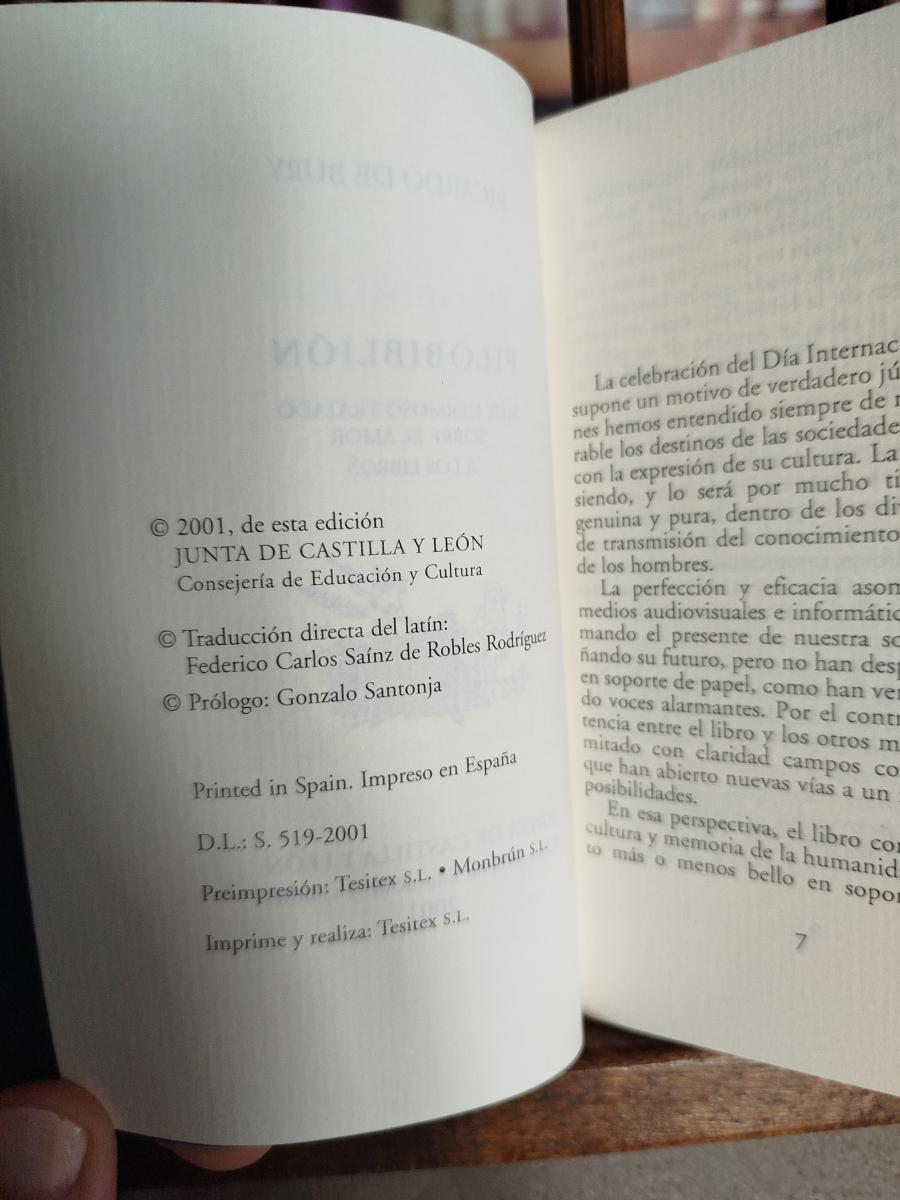 © 2001, de esta edición
JUNTA DE CASTILLA Y LEÓN
Consejería de Educación y Cultura
© Traducción directa del latín:
Federico Carlos Saínz de Robles Rodríguez
© Prólogo: Gonzalo Santonja
Printed in Spain. Impreso en España
D.L.: S. 519-2001
Preimpresión: Tesitex S.L. • Monbrún S.L.
Imprime y realiza: Tesitex S.L.
La celebración del Día Internac
supone un motivo de verdadero jú
nes hemos entendido siempre de
rable los destinos de las sociedade
con la expresión de su cultura. La
siendo, y lo será por mucho ti
genuina y pura, dentro de los di
de transmisión del conocimiento
de los hombres.
La perfección y eficacia asom
medios audiovisuales e informátic
mando el presente de nuestra so
ñando su futuro, pero no han desp
en soporte de papel, como han ve
do voces alarmantes. Por el contr
tencia entre el libro y los otros m
mitado con claridad campos co
que han abierto nuevas vías a un
posibilidades.
En esa perspectiva, el libro co
cultura y memoria de la humanid
to más o menos bello en sopor
7